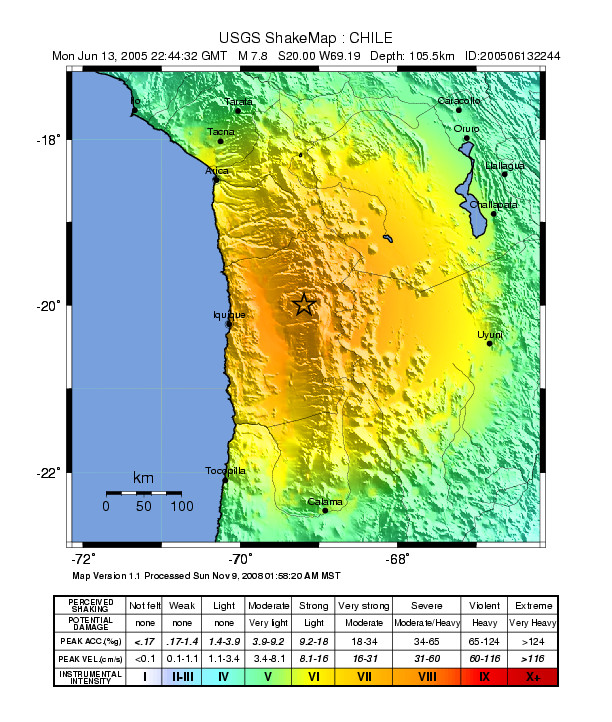 USGS ShakeMap : CHILE
Mon Jun 13, 2005 22:44:32 GMT M 7.8 S20.00 W69.19 Depth: 105.5km ID:200506132244
Ilo
Tarata
Caracollo
Tacna
Oruro
-18°
Arica
Llallagua
Challapata
-20°
Iquique
Uyuni
-22°
Tocopilla
Calama
km
0 50 100
-72° -70° -68°
Map Version 1.1 Processed Sun Nov 9, 2008 01:58:20 AM MST
PERCEIVED SHAKING Not felt Weak Light Moderate Strong Very strong Severe Violent Extreme
POTENTIAL DAMAGE none none none Very light Light Moderate Moderate/Heavy Heavy Very Heavy
PEAK ACC.(%g) <.17 .17-1.4 1.4-3.9 3.9-9.2 9.2-18 18-34 34-65 65-124 >124
PEAK VEL.(cm/s) <0.1 0.1-1.1 1.1-3.4 3.4-8.1 8.1-16 16-31 31-60 60-116 >116
INSTRUMENTAL INTENSITY I II-III IV V VI VII VIII IX X+